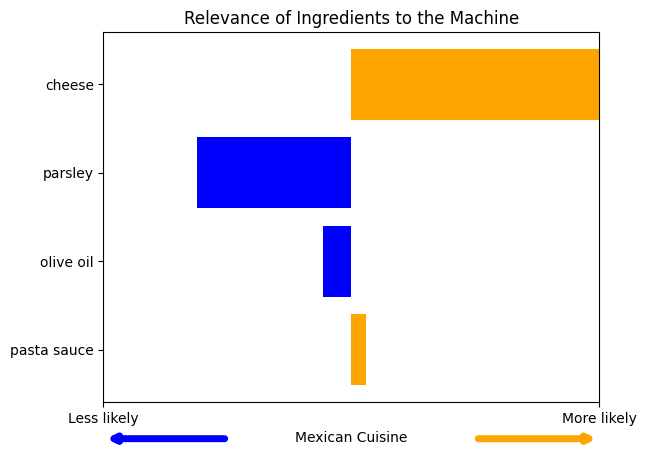 Relevance of Ingredients to the Machine
cheese
parsley
olive oil
pasta sauce
Less likely
More likely
Mexican Cuisine